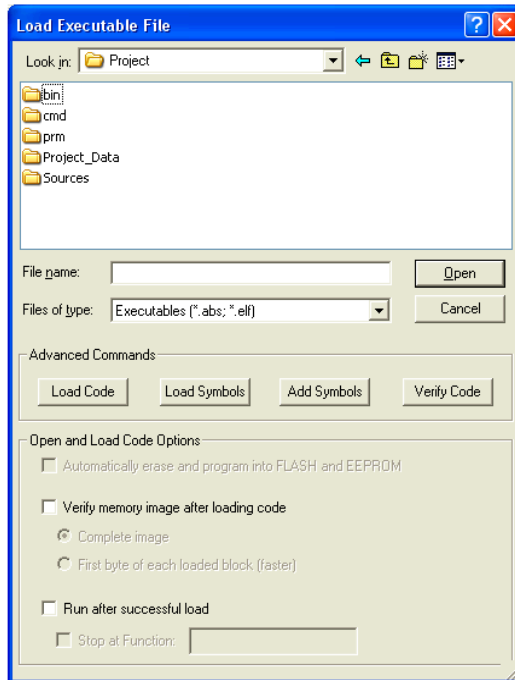 Load Executable File
Look in: Project
bin
cmd
prm
Project_Data
Sources
File name:
Open
Files of type: Executables (*.abs; *.elf)
Cancel
Advanced Commands
Load Code Load Symbols Add Symbols Verify Code
Open and Load Code Options
Automatically erase and program into FLASH and EEPROM
Verify memory image after loading code
Complete image
First byte of each loaded block (faster)
Run after successful load
Stop at Function: